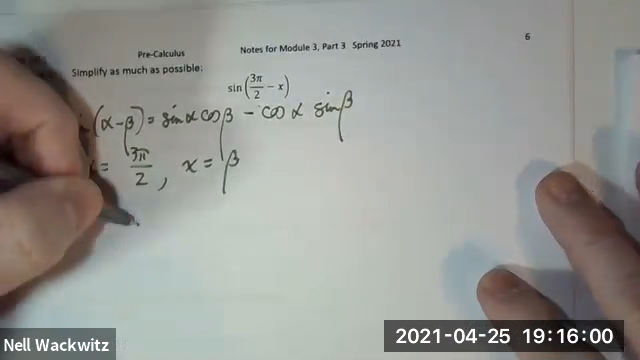 Pre-Calculus Notes for Module 3, Part 3 Spring 2021 6
Simplify as much as possible:
sin(3π/2 − x)
(α−β) = sin α cos β − cos α sin β
= 3π/2, x = β
Nell Wackwitz
2021-04-25 19:16:00